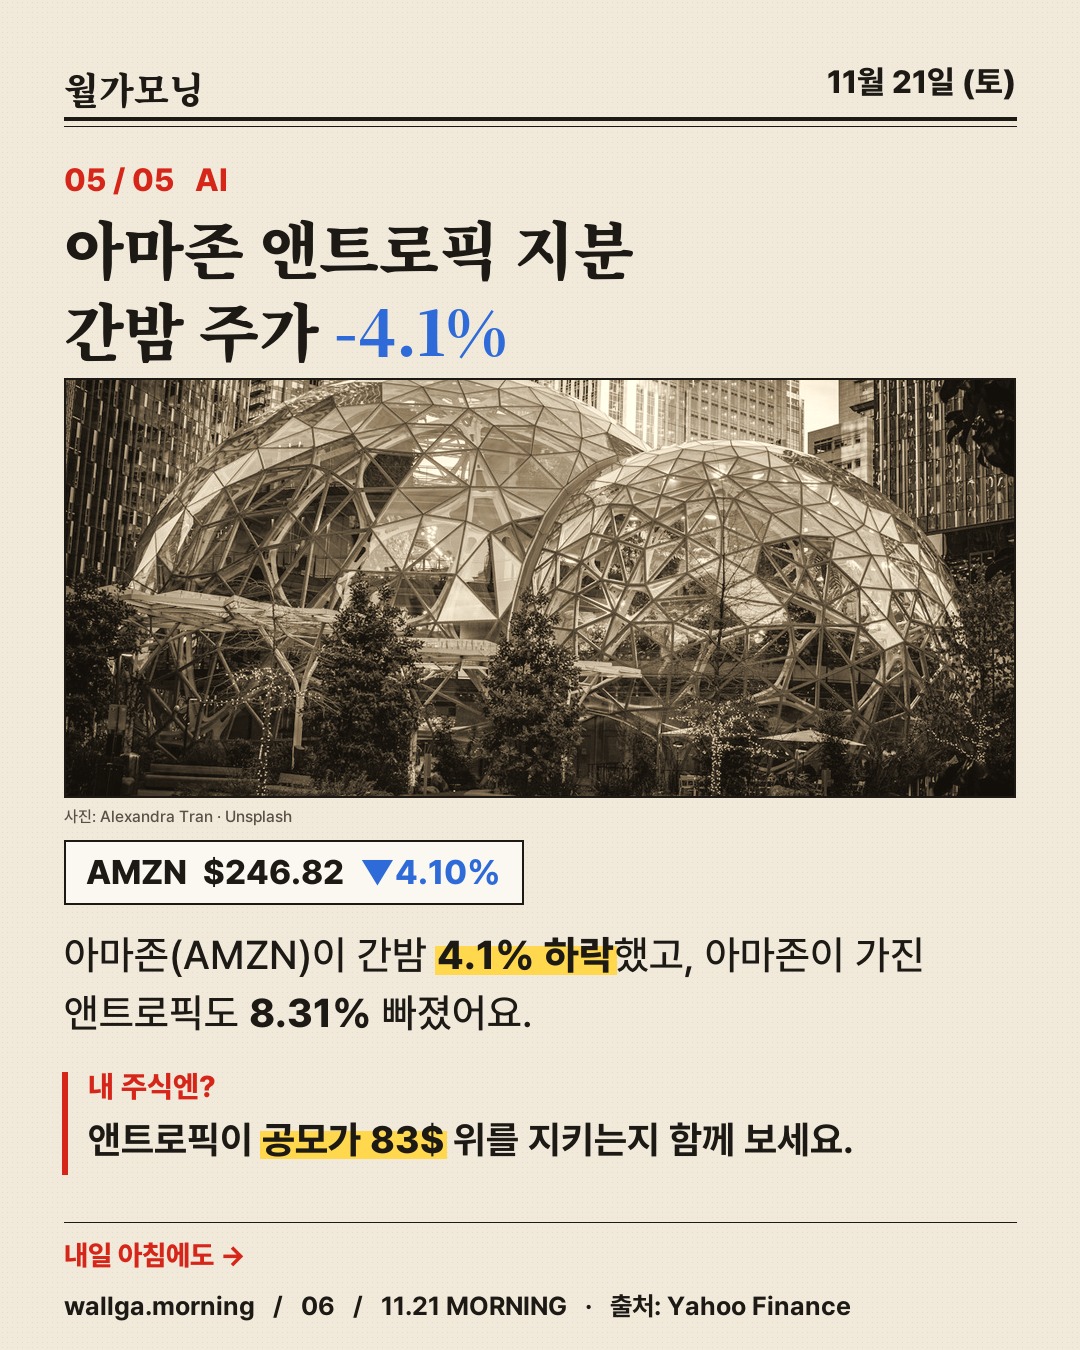 월가모닝
11월 21일 (토)
05 / 05 AI
아마존 앤트로픽 지분
간밤 주가 -4.1%
사진: Alexandra Tran · Unsplash
AMZN $246.82 ▼4.10%
아마존(AMZN)이 간밤 4.1% 하락했고, 아마존이 가진
앤트로픽도 8.31% 빠졌어요.
내 주식엔?
앤트로픽이 공모가 83$ 위를 지키는지 함께 보세요.
내일 아침에도 →
wallga.morning / 06 / 11.21 MORNING · 출처: Yahoo Finance